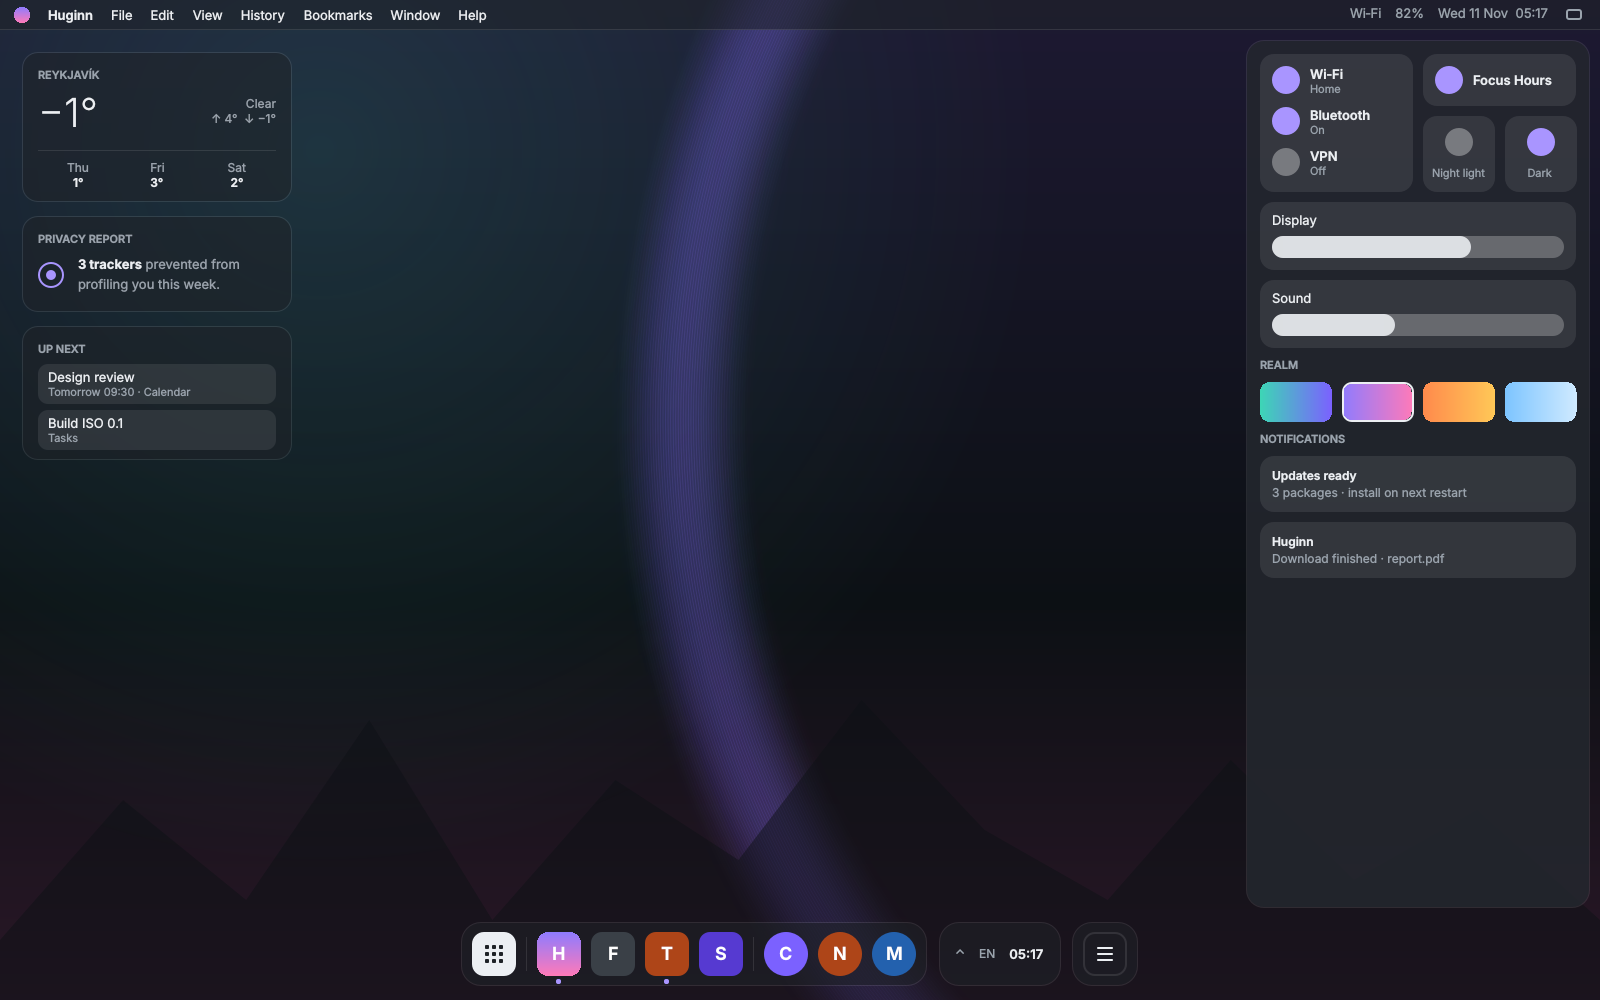 Huginn File Edit View History Bookmarks Window Help
Wi-Fi 82% Wed 11 Nov 05:17
REYKJAVÍK
−1°
Clear
↑ 4° ↓ −1°
Thu Fri Sat
1° 3° 2°
PRIVACY REPORT
3 trackers prevented from
profiling you this week.
UP NEXT
Design review
Tomorrow 09:30 · Calendar
Build ISO 0.1
Tasks
Wi-Fi
Home
Bluetooth
On
VPN
Off
Focus Hours
Night light
Dark
Display
Sound
REALM
NOTIFICATIONS
Updates ready
3 packages · install on next restart
Huginn
Download finished · report.pdf
H F T S C N M
EN 05:17